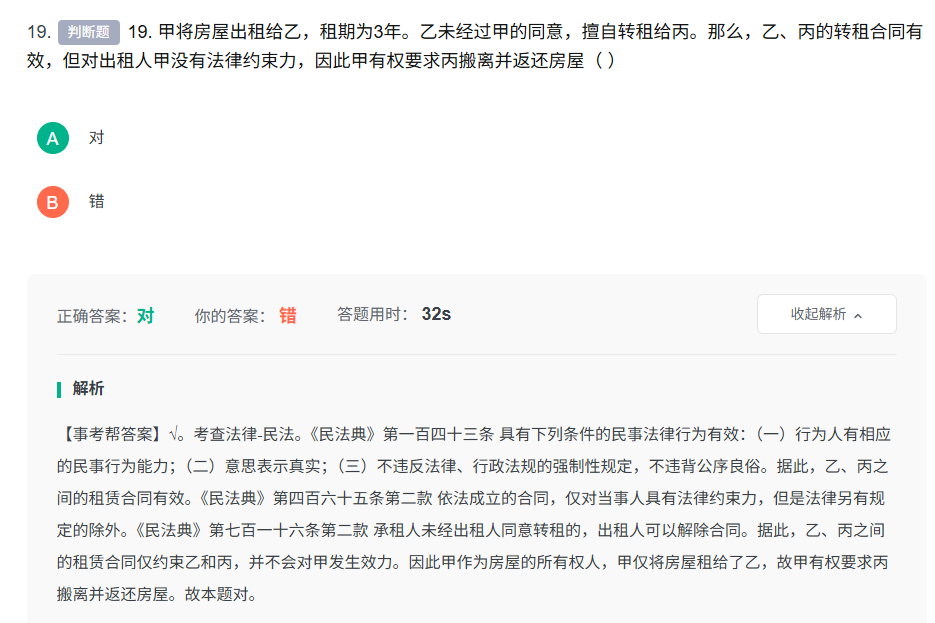 19. 判断题 19. 甲将房屋出租给乙，租期为3年。乙未经过甲的同意，擅自转租给丙。那么，乙、丙的转租合同有
效，但对出租人甲没有法律约束力，因此甲有权要求丙搬离并返还房屋（ ）
A 对
B 错
正确答案：对 你的答案：错 答题用时：32s 收起解析
解析
【事考帮答案】√。考查法律-民法。《民法典》第一百四十三条 具有下列条件的民事法律行为有效：（一）行为人有相应
的民事行为能力；（二）意思表示真实；（三）不违反法律、行政法规的强制性规定，不违背公序良俗。据此，乙、丙之
间的租赁合同有效。《民法典》第四百六十五条第二款 依法成立的合同，仅对当事人具有法律约束力，但是法律另有规
定的除外。《民法典》第七百一十六条第二款 承租人未经出租人同意转租的，出租人可以解除合同。据此，乙、丙之间
的租赁合同仅约束乙和丙，并不会对甲发生效力。因此甲作为房屋的所有权人，甲仅将房屋租给了乙，故甲有权要求丙
搬离并返还房屋。故本题对。